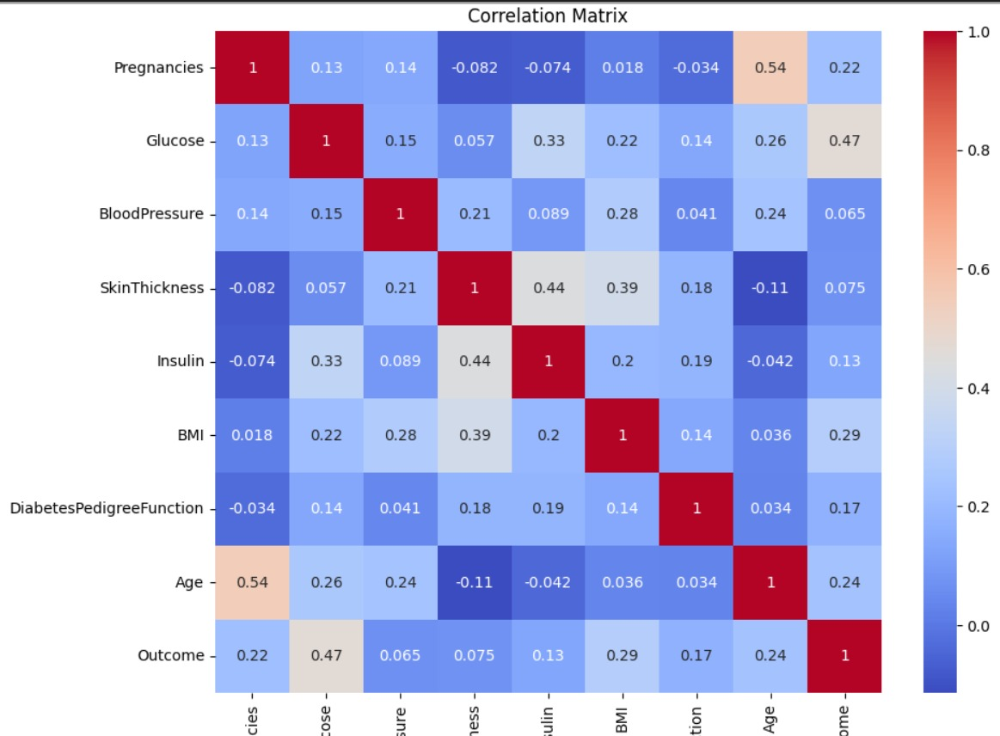 Correlation Matrix
Pregnancies 1 0.13 0.14 -0.082 -0.074 0.018 -0.034 0.54 0.22
Glucose 0.13 1 0.15 0.057 0.33 0.22 0.14 0.26 0.47
BloodPressure 0.14 0.15 1 0.21 0.089 0.28 0.041 0.24 0.065
SkinThickness -0.082 0.057 0.21 1 0.44 0.39 0.18 -0.11 0.075
Insulin -0.074 0.33 0.089 0.44 1 0.2 0.19 -0.042 0.13
BMI 0.018 0.22 0.28 0.39 0.2 1 0.14 0.036 0.29
DiabetesPedigreeFunction -0.034 0.14 0.041 0.18 0.19 0.14 1 0.034 0.17
Age 0.54 0.26 0.24 -0.11 -0.042 0.036 0.034 1 0.24
Outcome 0.22 0.47 0.065 0.075 0.13 0.29 0.17 0.24 1
cies cose sure ness sulin BMI tion Age ome
1.0
0.8
0.6
0.4
0.2
0.0